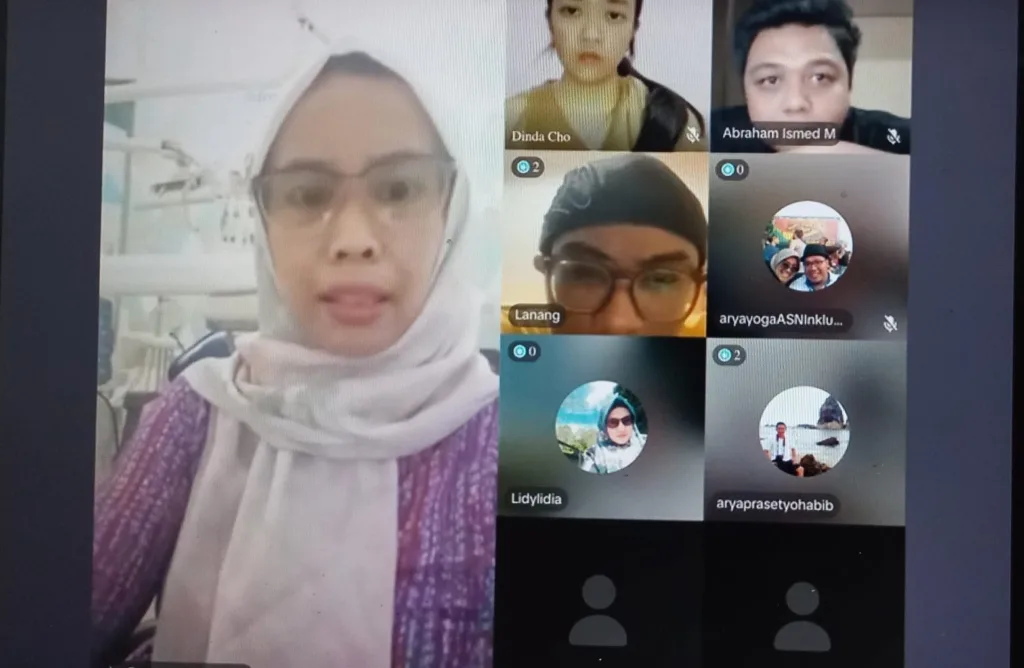 Dinda Cho
Abraham Ismed M
2
0
Lanang
aryayogaASNInklu...
0
2
Lidylidia
aryaprasetyohabib